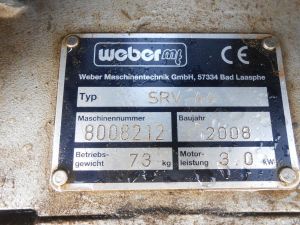 weber mt CE
Weber Maschinentechnik GmbH, 57334 Bad Laasphe
Typ SRV
Maschinennummer Baujahr
8008212 2008
Betriebs- Motor-
gewicht 73 kg leistung 3.0 kW